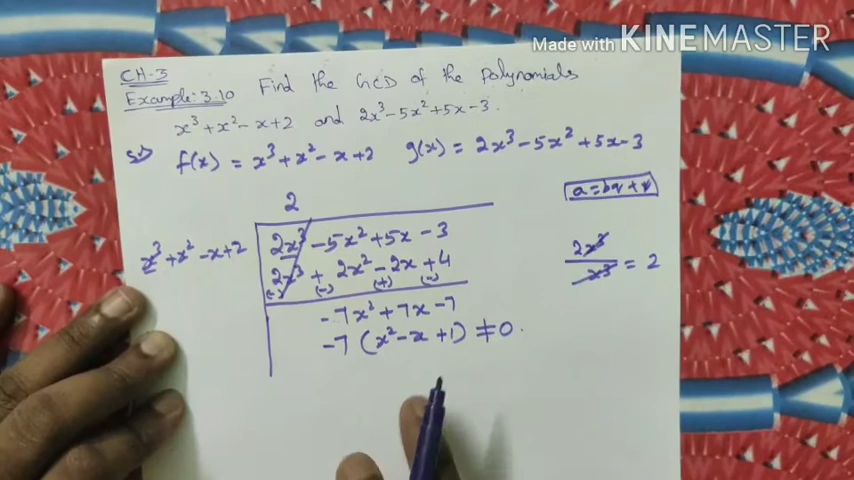 Made with KINEMASTER
CH-3
Example: 3.10 Find the GCD of the polynomials
x³ + x² - x + 2 and 2x³ - 5x² + 5x - 3.
Sol
f(x) = x³ + x² - x + 2 g(x) = 2x³ - 5x² + 5x - 3
a = bq + r
2
x³ + x² - x + 2 2x³ - 5x² + 5x - 3
2x³ + 2x² - 2x + 4
(-) (-) (+) (-)
2x³ / x³ = 2
-7x² + 7x - 7
-7 (x² - x + 1) ≠ 0.